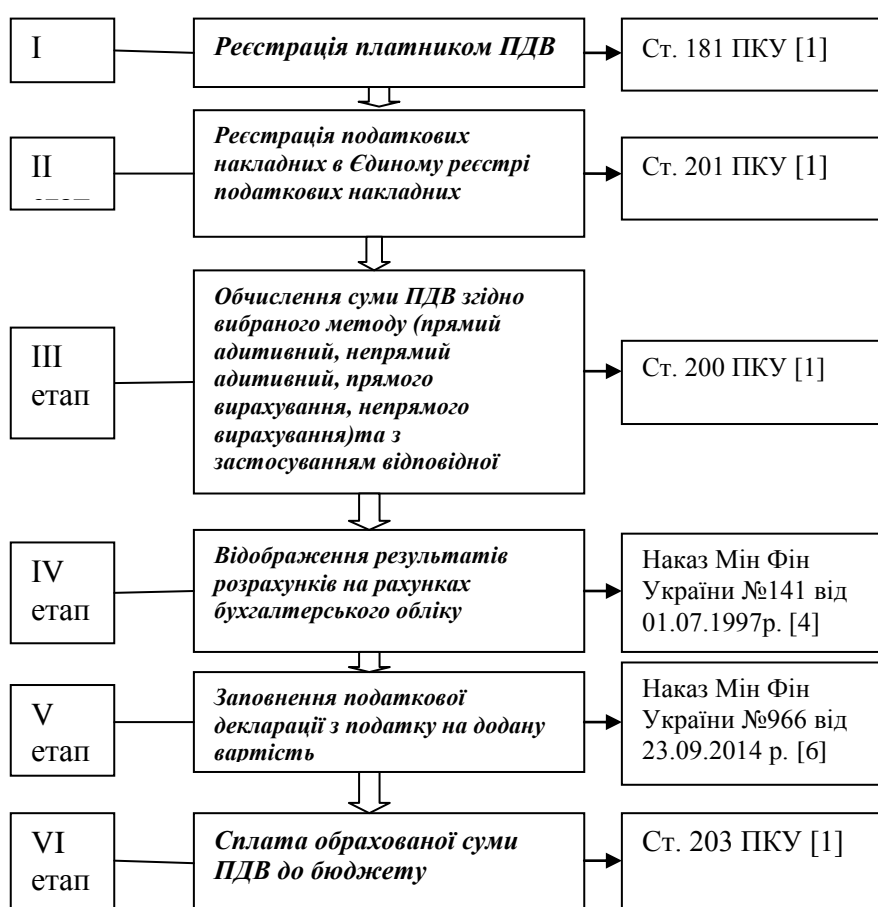 I
Реєстрація платником ПДВ
Ст. 181 ПКУ [1]
II
Реєстрація податкових
накладних в Єдиному реєстрі
податкових накладних
Ст. 201 ПКУ [1]
III
етап
Обчислення суми ПДВ згідно
вибраного методу (прямий
адитивний, непрямий
адитивний, прямого
вирахування, непрямого
вирахування)та з
застосуванням відповідної
Ст. 200 ПКУ [1]
IV
етап
Відображення результатів
розрахунків на рахунках
бухгалтерського обліку
Наказ Мін Фін
України №141 від
01.07.1997р. [4]
V
етап
Заповнення податкової
декларації з податку на додану
вартість
Наказ Мін Фін
України №966 від
23.09.2014 р. [6]
VI
етап
Сплата обрахованої суми
ПДВ до бюджету
Ст. 203 ПКУ [1]